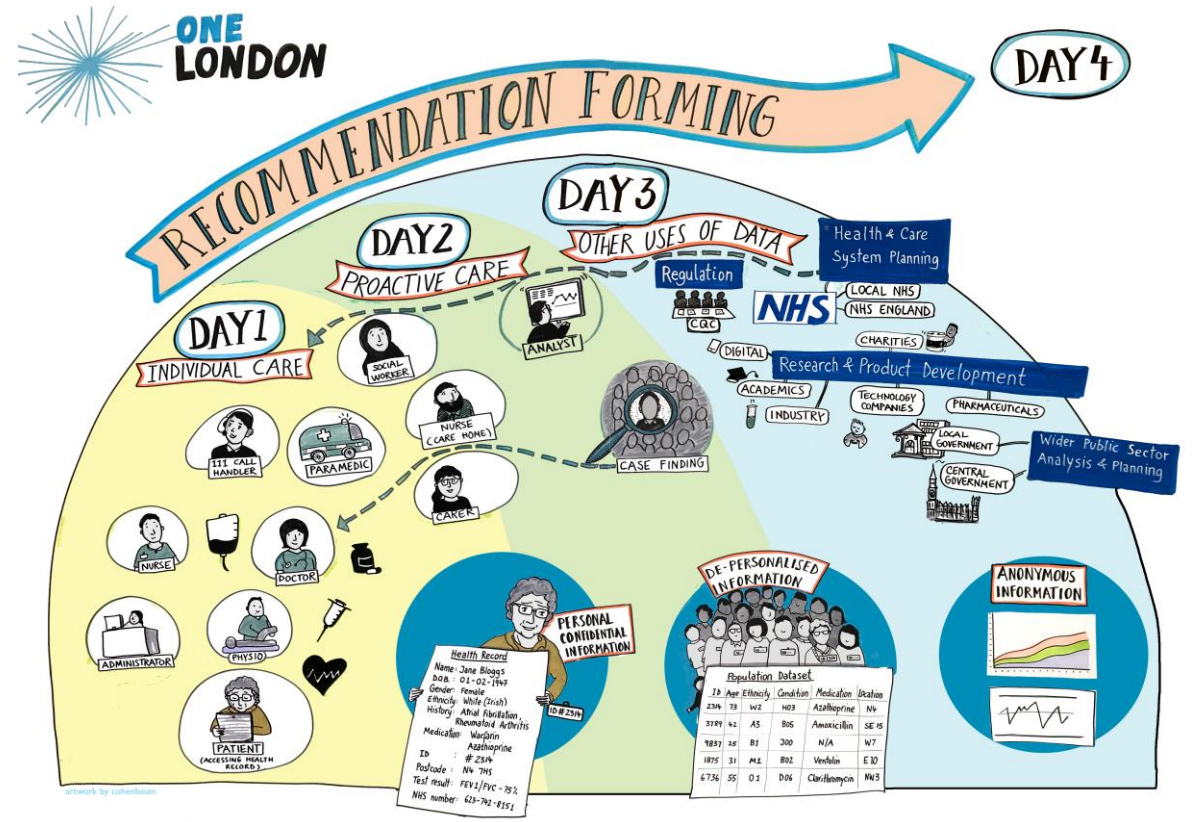 ONE
LONDON
RECOMMENDATION FORMING
DAY 4
DAY 3
OTHER USES OF DATA
DAY 2
PROACTIVE CARE
DAY 1
INDIVIDUAL CARE
Health & Care
System Planning
Regulation
CQC
NHS
LOCAL NHS
NHS ENGLAND
ANALYST
SOCIAL
WORKER
NURSE
(CARE HOME)
111 CALL
HANDLER
PARAMEDIC
CASE FINDING
CARER
CHARITIES
DIGITAL
Research & Product Development
ACADEMICS
INDUSTRY
TECHNOLOGY
COMPANIES
PHARMACEUTICALS
LOCAL
GOVERNMENT
Wider Public Sector
Analysis & Planning
CENTRAL
GOVERNMENT
NURSE
DOCTOR
ADMINISTRATOR
PHYSIO
PATIENT
(ACCESSING HEALTH
RECORD)
PERSONAL
CONFIDENTIAL
INFORMATION
ID# 2314
Health Record
Name: Jane Bloggs
D.O.B.: 01-02-1947
Gender: Female
Ethnicity: White (Irish)
History: Atrial Fibrillation,
Rheumatoid Arthritis
Medication: Warfarin
Azathioprine
ID : # 2314
Postcode : N4 7HS
Test result: FEV1/FVC - 75%
NHS number: 623-742-8151
DE-PERSONALISED
INFORMATION
Population Dataset
ID Age Ethnicity Condition Medication Location
2314 73 W2 H03 Azathioprine N4
3789 42 A3 B05 Amoxicillin SE15
9837 25 B1 J00 N/A W7
1875 31 M1 B02 Ventolin E10
6736 55 O1 D06 Clarithromycin NW3
ANONYMOUS
INFORMATION
artwork by cohenbaum